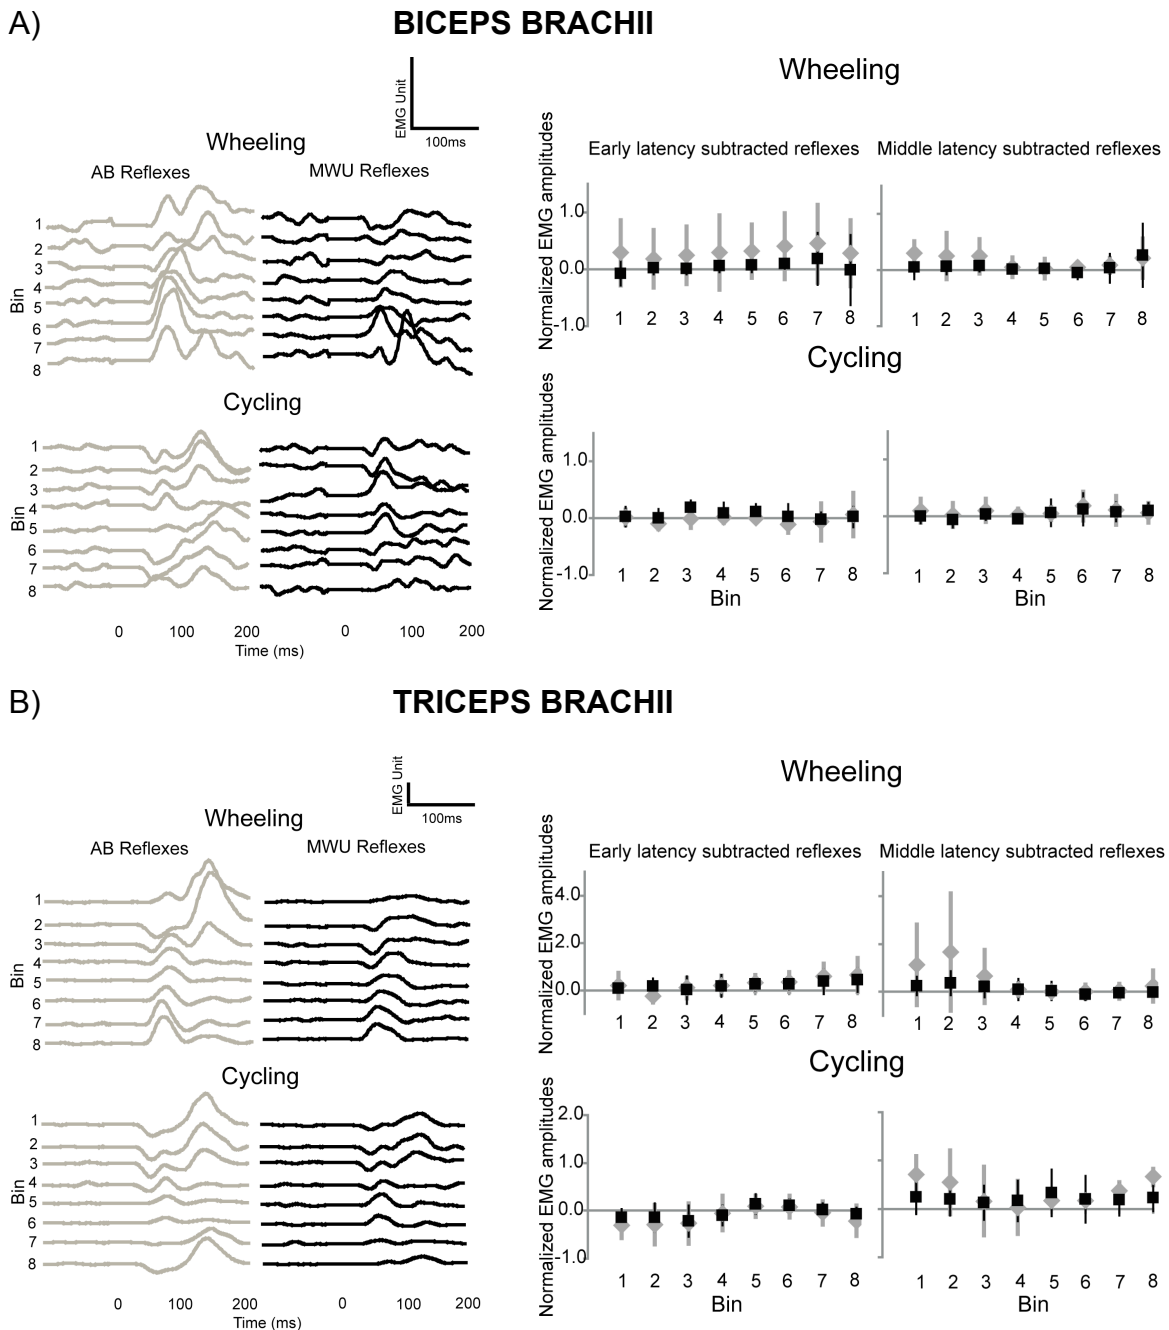 A)
BICEPS BRACHII
EMG Unit
100ms
Wheeling
AB Reflexes
MWU Reflexes
Bin
1
2
3
4
5
6
7
8
Cycling
Bin
1
2
3
4
5
6
7
8
0 100 200 0 100 200
Time (ms)
Wheeling
Early latency subtracted reflexes
Middle latency subtracted reflexes
Normalized EMG amplitudes
1.0
0.0
-1.0
1 2 3 4 5 6 7 8
1 2 3 4 5 6 7 8
Cycling
Normalized EMG amplitudes
1.0
0.0
-1.0
1 2 3 4 5 6 7 8
1 2 3 4 5 6 7 8
Bin
Bin
B)
TRICEPS BRACHII
EMG Unit
100ms
Wheeling
AB Reflexes
MWU Reflexes
Bin
1
2
3
4
5
6
7
8
Cycling
Bin
1
2
3
4
5
6
7
8
0 100 200 0 100 200
Time (ms)
Wheeling
Early latency subtracted reflexes
Middle latency subtracted reflexes
Normalized EMG amplitudes
4.0
2.0
0.0
1 2 3 4 5 6 7 8
1 2 3 4 5 6 7 8
Cycling
Normalized EMG amplitudes
2.0
1.0
0.0
-1.0
1 2 3 4 5 6 7 8
1 2 3 4 5 6 7 8
Bin
Bin